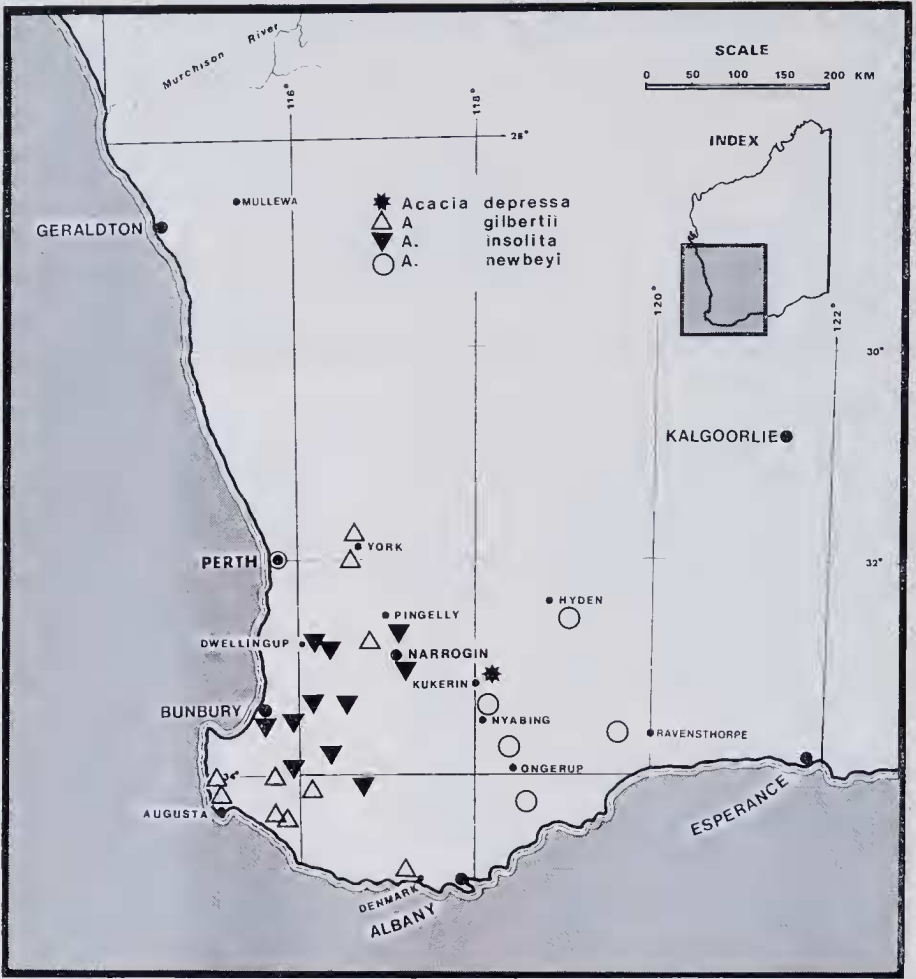 Murchison River
SCALE
0 50 100 150 200 KM
116°
118°
28°
INDEX
MULLEWA
Acacia depressa
A gilbertii
A. insolita
A. newbeyi
GERALDTON
120°
122°
30°
KALGOORLIE
YORK
PERTH
32°
HYDEN
PINGELLY
DWELLINGUP
NARROGIN
KUKERIN
BUNBURY
NYABING
RAVENSTHORPE
ONGERUP
34°
ESPERANCE
AUGUSTA
DENMARK
ALBANY